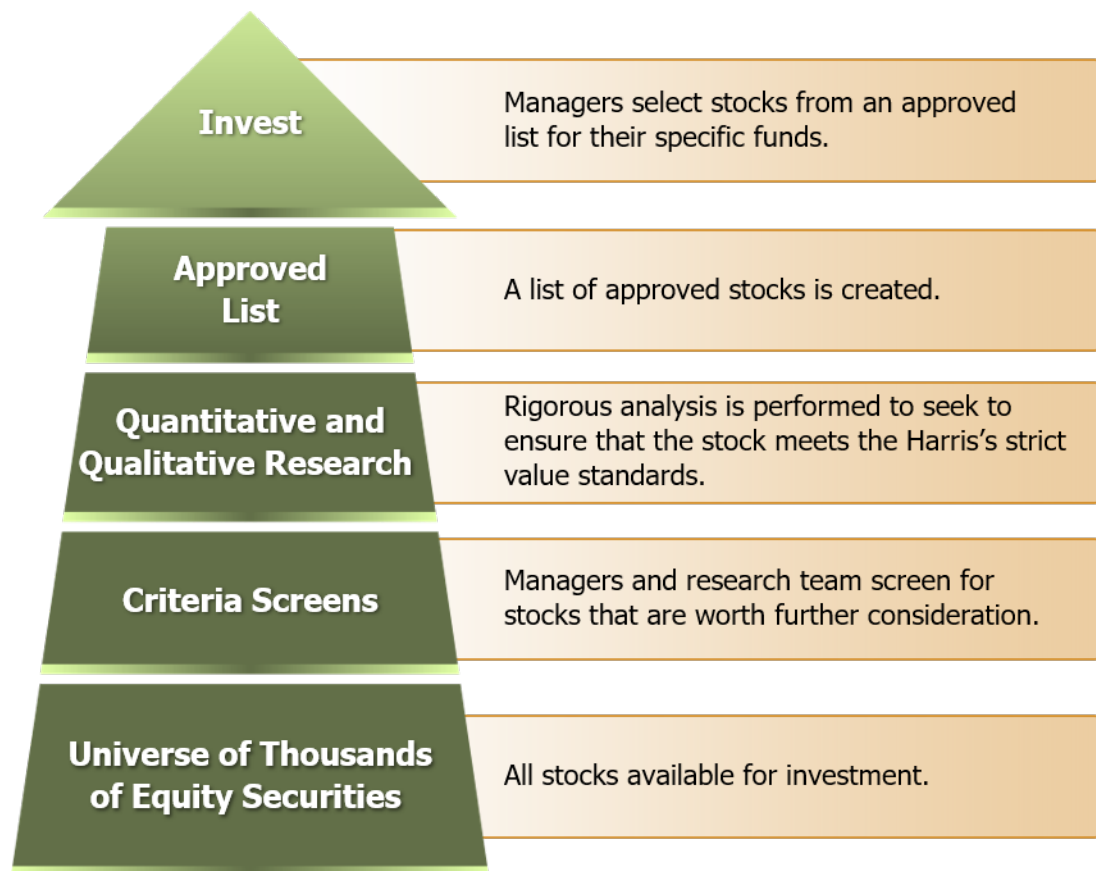 Invest
Managers select stocks from an approved
list for their specific funds.
Approved
List
A list of approved stocks is created.
Quantitative and
Qualitative Research
Rigorous analysis is performed to seek to
ensure that the stock meets the Harris’s strict
value standards.
Criteria Screens
Managers and research team screen for
stocks that are worth further consideration.
Universe of Thousands
of Equity Securities
All stocks available for investment.